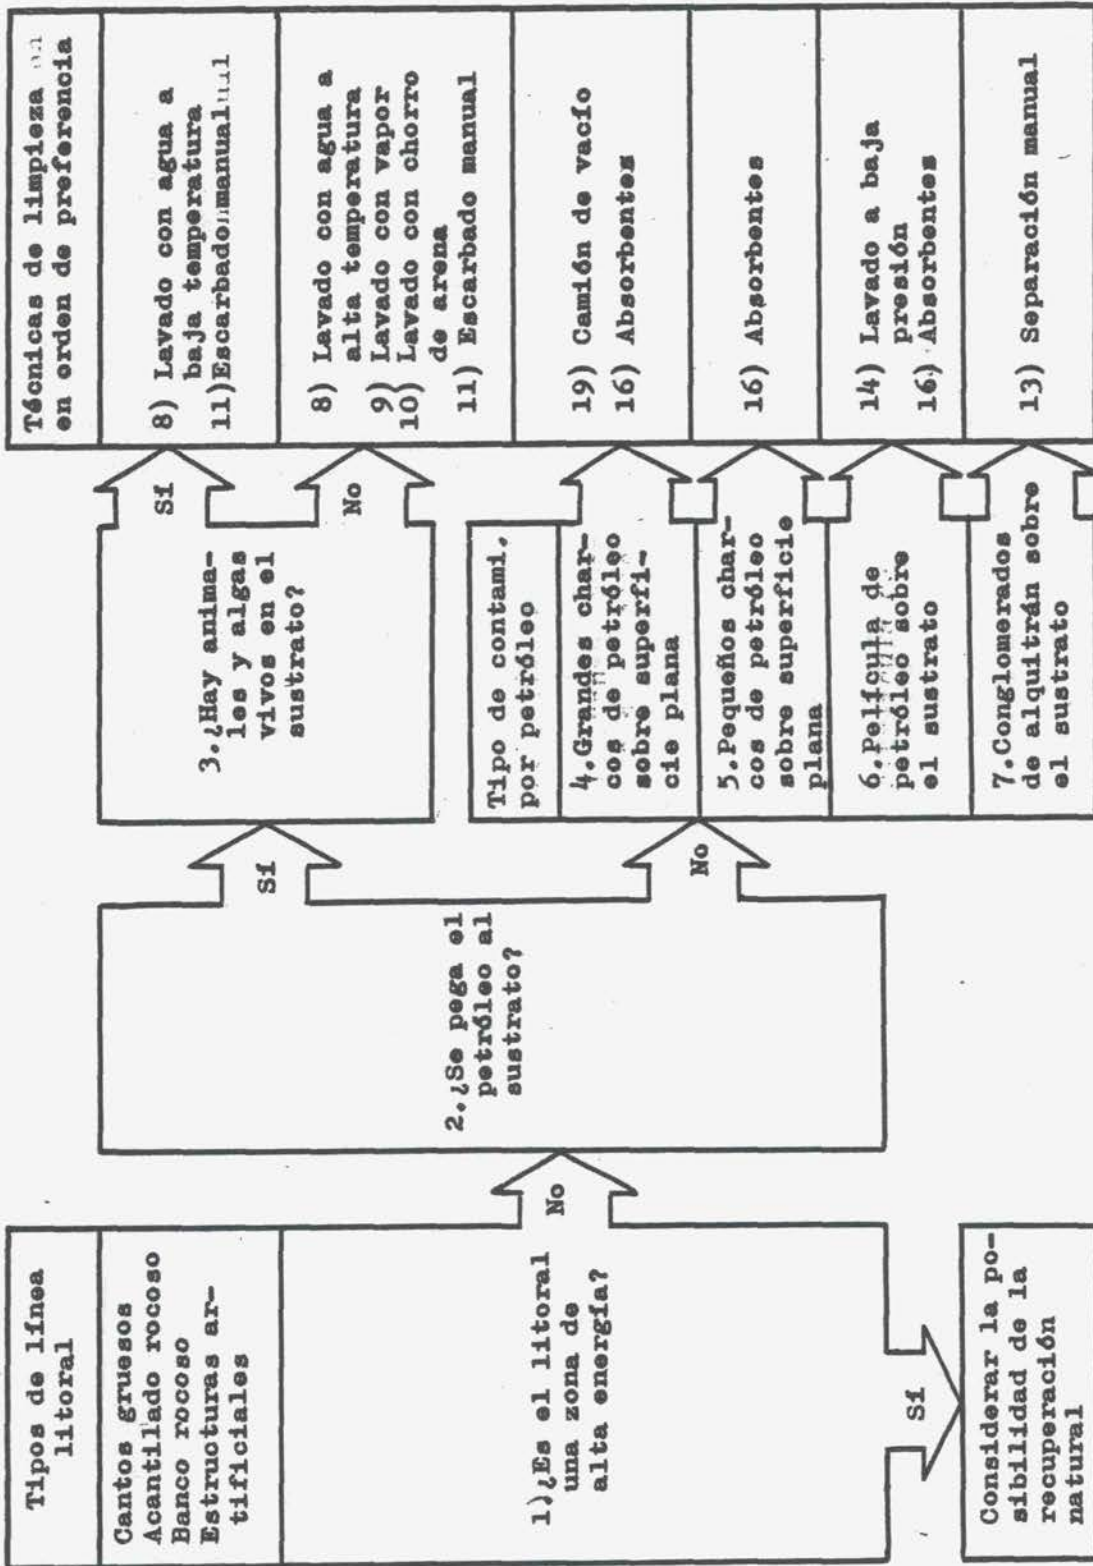 Tipos de línea
litoral
Cantos gruesos
Acantilado rocoso
Banco rocoso
Estructuras ar-
tificiales
1)¿Es el litoral
una zona de
alta energía?
No
Sí
Considerar la po-
sibilidad de la
recuperación
natural
2.¿Se pega el
petróleo al
sustrato?
Sí
No
3.¿Hay anima-
les y algas
vivos en el
sustrato?
Sí
No
Tipo de contami,
por petróleo
4.Grandes char-
cos de petróleo
sobre superfi-
cie plana
5.Pequeños char-
cos de petróleo
sobre superficie
plana
6.Película de
petróleo sobre
el sustrato
7.Conglomerados
de alquitrán sobre
el sustrato
Técnicas de limpieza
en orden de preferencia
8) Lavado con agua a
baja temperatura
11)Escarbado manual
8) Lavado con agua a
alta temperatura
9) Lavado con vapor
10) Lavado con chorro
de arena
11) Escarbado manual
19) Camión de vacío
16) Absorbentes
16) Absorbentes
14) Lavado a baja
presión
16) Absorbentes
13) Separación manual